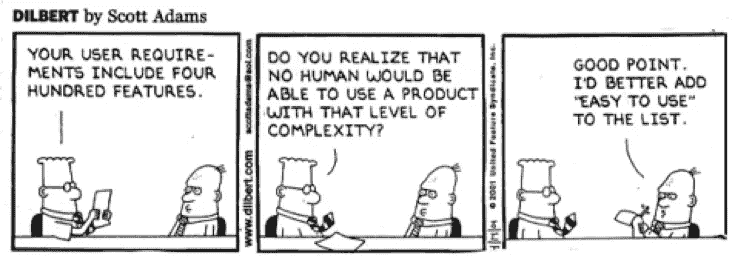 DILBERT by Scott Adams
YOUR USER REQUIRE-
MENTS INCLUDE FOUR
HUNDRED FEATURES.
www.dilbert.com scottadams@aol.com
DO YOU REALIZE THAT
NO HUMAN WOULD BE
ABLE TO USE A PRODUCT
WITH THAT LEVEL OF
COMPLEXITY?
© 2001 United Feature Syndicate, Inc.
GOOD POINT.
I'D BETTER ADD
"EASY TO USE"
TO THE LIST.